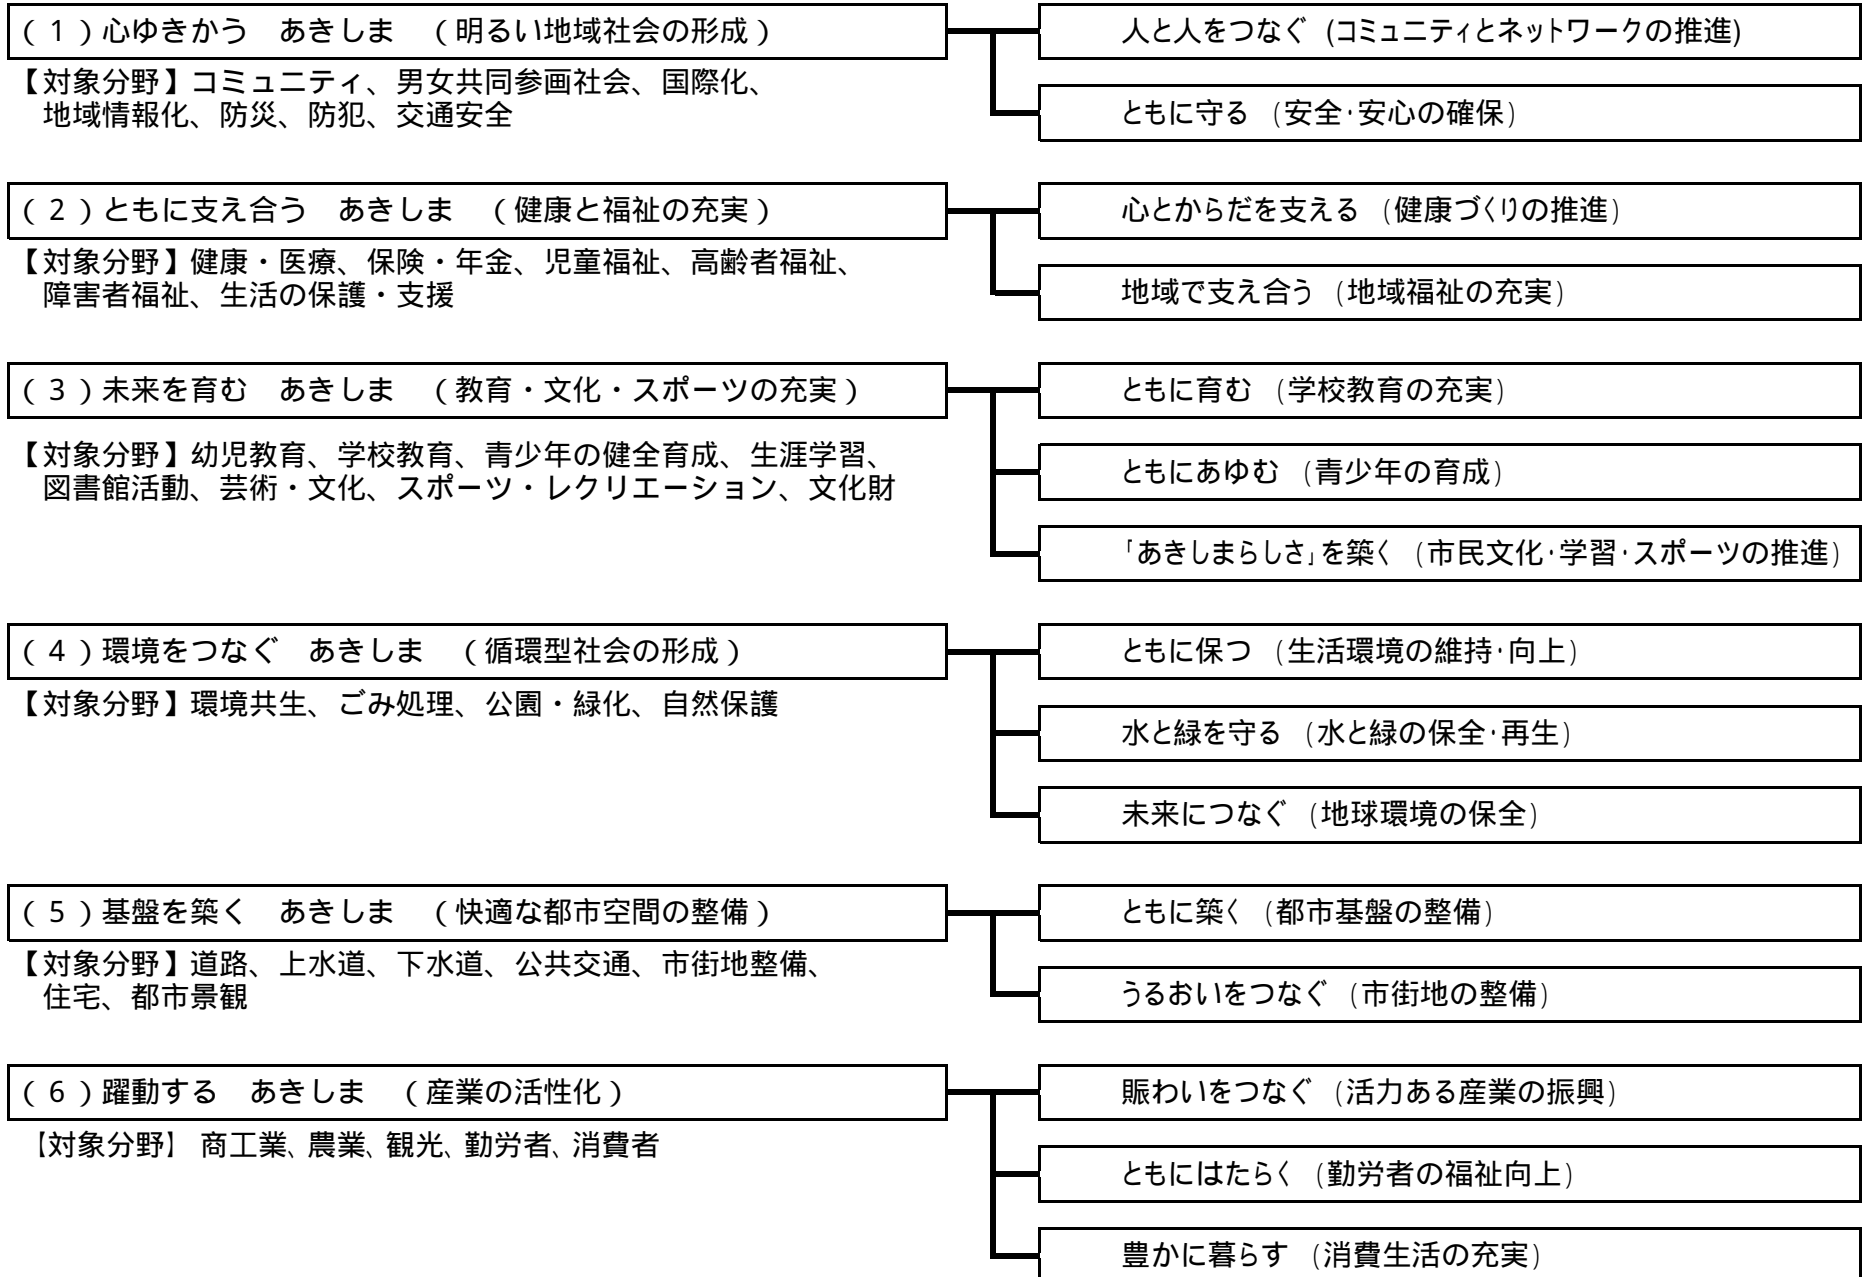 （１）心ゆきかう　あきしま　（明るい地域社会の形成）
人と人をつなぐ（コミュニティとネットワークの推進）
【対象分野】コミュニティ、男女共同参画社会、国際化、
地域情報化、防災、防犯、交通安全
ともに守る（安全・安心の確保）
（２）ともに支え合う　あきしま　（健康と福祉の充実）
心とからだを支える（健康づくりの推進）
【対象分野】健康・医療、保険・年金、児童福祉、高齢者福祉、
障害者福祉、生活の保護・支援
地域で支え合う（地域福祉の充実）
（３）未来を育む　あきしま　（教育・文化・スポーツの充実）
ともに育む（学校教育の充実）
【対象分野】幼児教育、学校教育、青少年の健全育成、生涯学習、
図書館活動、芸術・文化、スポーツ・レクリエーション、文化財
ともにあゆむ（青少年の育成）
「あきしまらしさ」を築く（市民文化・学習・スポーツの推進）
（４）環境をつなぐ　あきしま　（循環型社会の形成）
ともに保つ（生活環境の維持・向上）
【対象分野】環境共生、ごみ処理、公園・緑化、自然保護
水と緑を守る（水と緑の保全・再生）
未来につなぐ（地球環境の保全）
（５）基盤を築く　あきしま　（快適な都市空間の整備）
ともに築く（都市基盤の整備）
【対象分野】道路、上水道、下水道、公共交通、市街地整備、
住宅、都市景観
うるおいをつなぐ（市街地の整備）
（６）躍動する　あきしま　（産業の活性化）
賑わいをつなぐ（活力ある産業の振興）
【対象分野】 商工業、農業、観光、勤労者、消費者
ともにはたらく（勤労者の福祉向上）
豊かに暮らす（消費生活の充実）